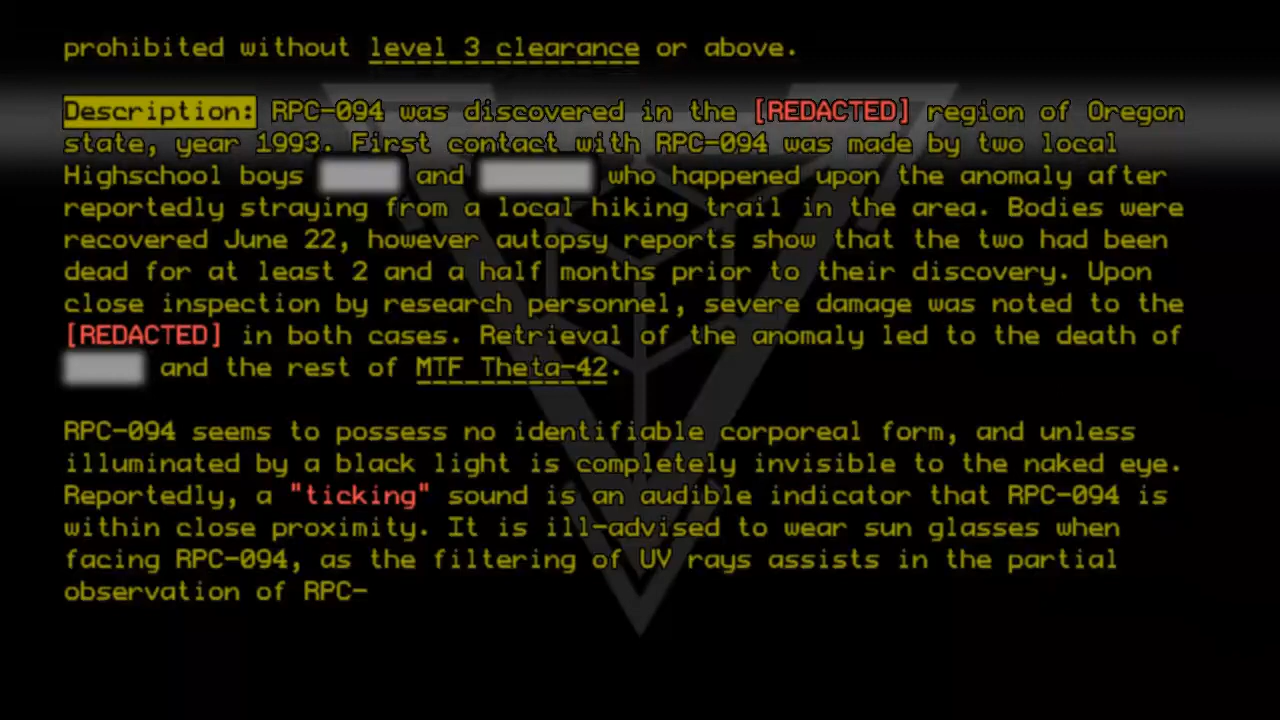 prohibited without level 3 clearance or above.
Description: RPC-094 was discovered in the [REDACTED] region of Oregon
state, year 1993. First contact with RPC-094 was made by two local
Highschool boys and who happened upon the anomaly after
reportedly straying from a local hiking trail in the area. Bodies were
recovered June 22, however autopsy reports show that the two had been
dead for at least 2 and a half months prior to their discovery. Upon
close inspection by research personnel, severe damage was noted to the
[REDACTED] in both cases. Retrieval of the anomaly led to the death of
and the rest of MTF Theta-42.
RPC-094 seems to possess no identifiable corporeal form, and unless
illuminated by a black light is completely invisible to the naked eye.
Reportedly, a "ticking" sound is an audible indicator that RPC-094 is
within close proximity. It is ill-advised to wear sun glasses when
facing RPC-094, as the filtering of UV rays assists in the partial
observation of RPC-